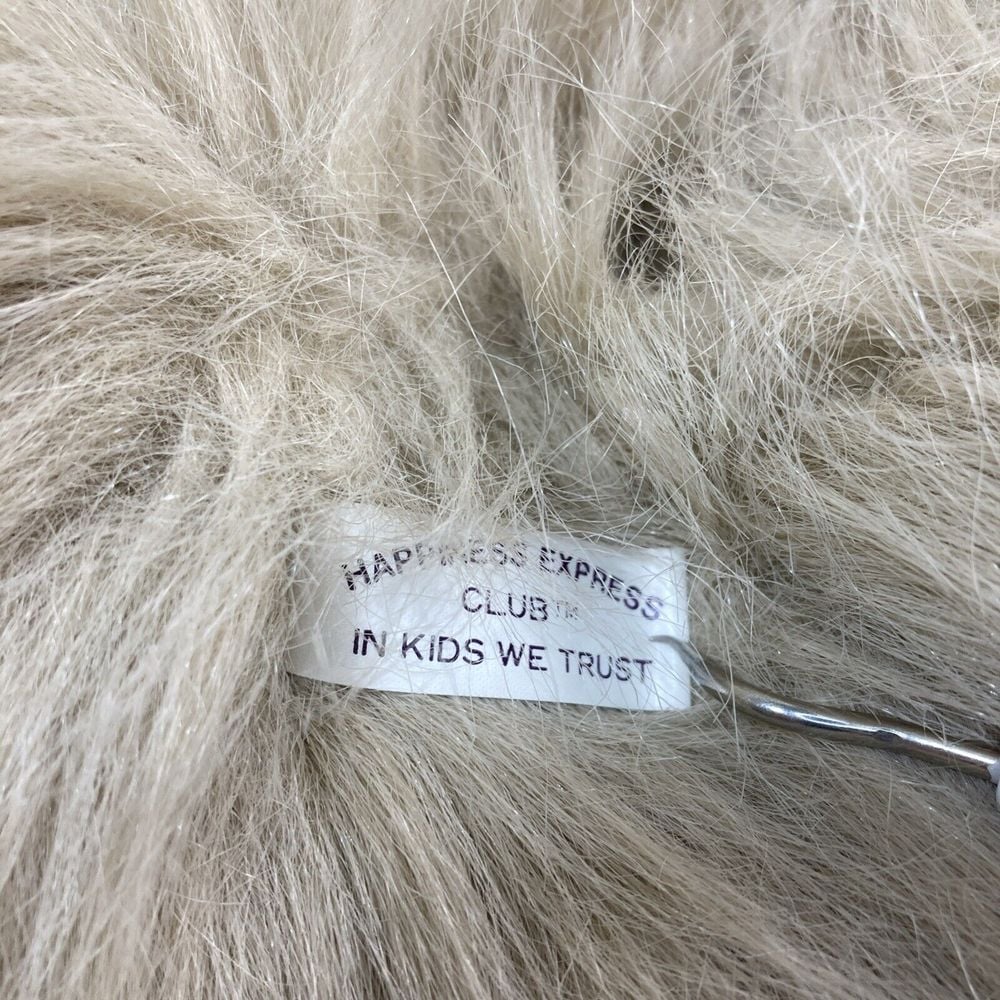 HAPPINESS EXPRESS
CLUB™
IN KIDS WE TRUST